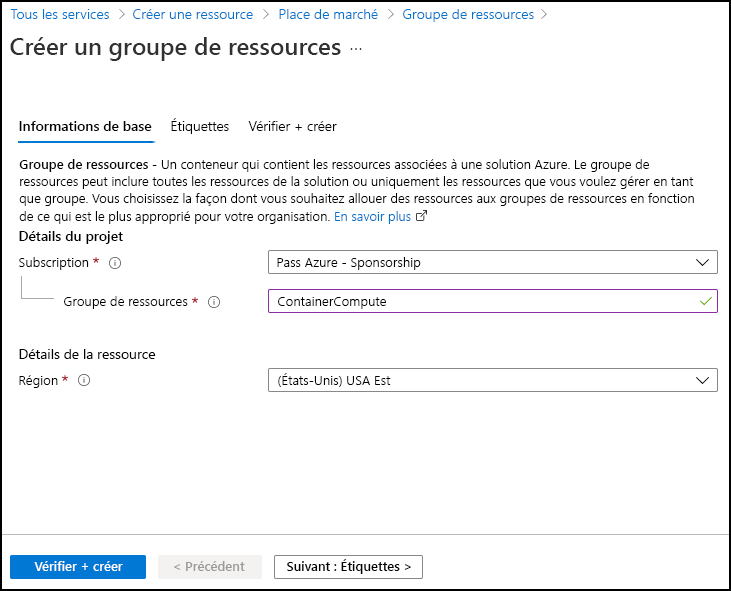 Tous les services > Créer une ressource > Place de marché > Groupe de ressources >
Créer un groupe de ressources ...
Informations de base Étiquettes Vérifier + créer
Groupe de ressources - Un conteneur qui contient les ressources associées à une solution Azure. Le groupe de
ressources peut inclure toutes les ressources de la solution ou uniquement les ressources que vous voulez gérer en tant
que groupe. Vous choisissez la façon dont vous souhaitez allouer des ressources aux groupes de ressources en fonction
de ce qui est le plus approprié pour votre organisation. En savoir plus
Détails du projet
Subscription * Pass Azure - Sponsorship
Groupe de ressources * ContainerCompute
Détails de la ressource
Région * (États-Unis) USA Est
Vérifier + créer < Précédent Suivant : Étiquettes >